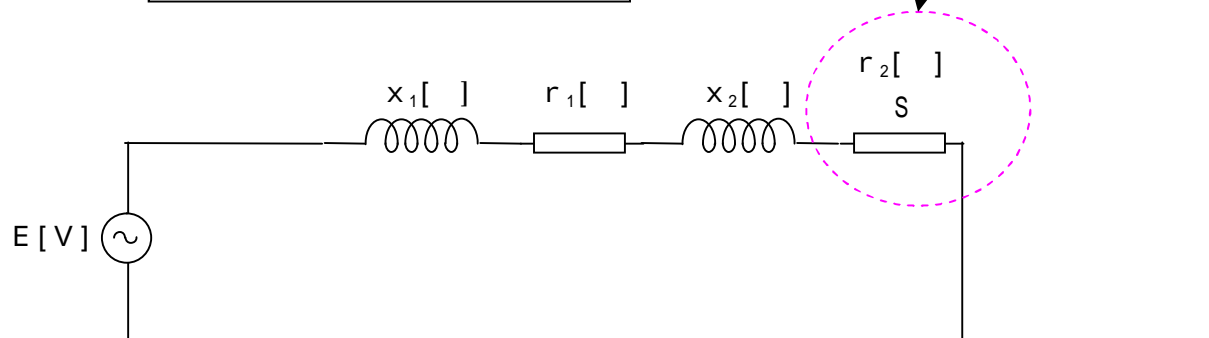 r₂[ ]
x₁[ ] r₁[ ] x₂[ ] S
E[V]